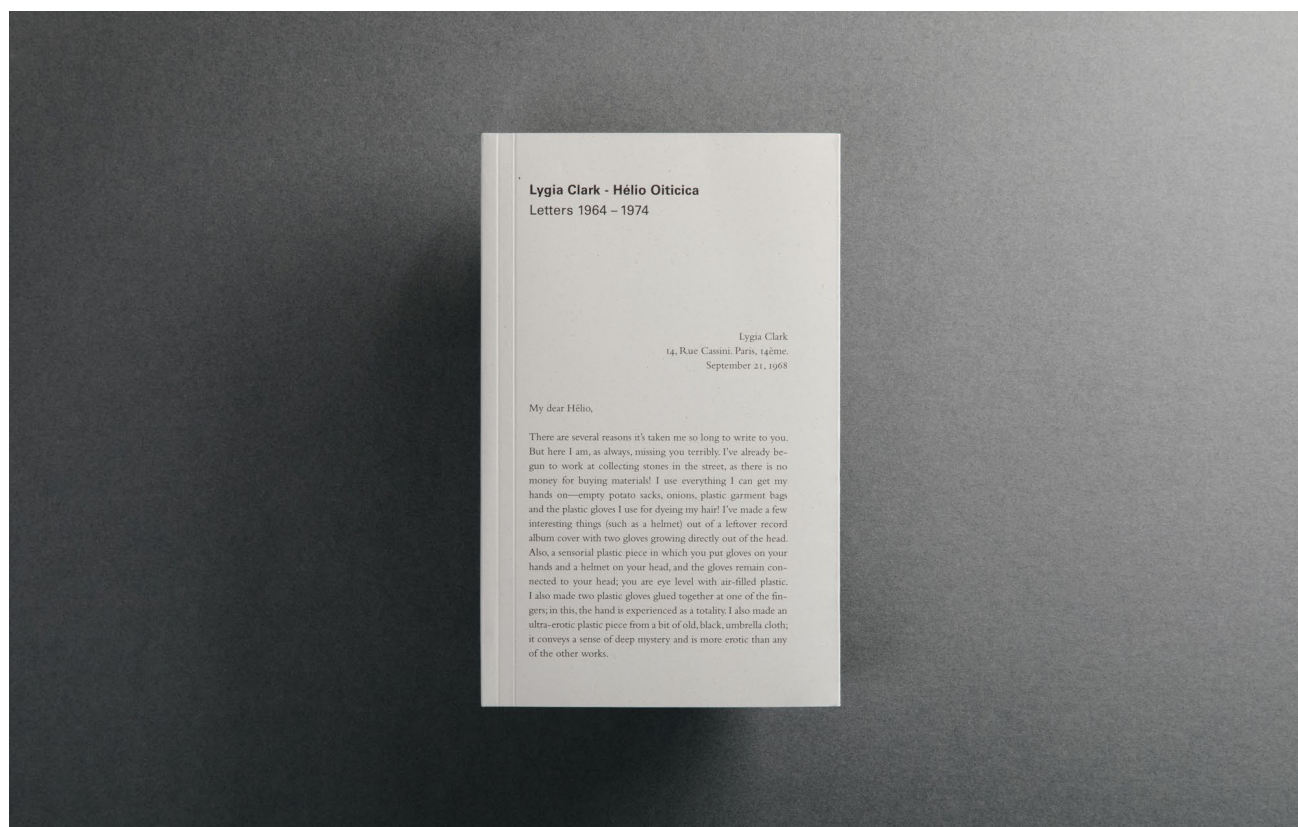 Lygia Clark - Hélio Oiticica
Letters 1964 – 1974
Lygia Clark
14, Rue Cassini. Paris, 14ème.
September 21, 1968
My dear Hélio,
There are several reasons it's taken me so long to write to you.
But here I am, as always, missing you terribly. I've already be-
gun to work at collecting stones in the street, as there is no
money for buying materials! I use everything I can get my
hands on—empty potato sacks, onions, plastic garment bags
and the plastic gloves I use for dyeing my hair! I've made a few
interesting things (such as a helmet) out of a leftover record
album cover with two gloves growing directly out of the head.
Also, a sensorial plastic piece in which you put gloves on your
hands and a helmet on your head, and the gloves remain con-
nected to your head; you are eye level with air-filled plastic.
I also made two plastic gloves glued together at one of the fin-
gers; in this, the hand is experienced as a totality. I also made an
ultra-erotic plastic piece from a bit of old, black, umbrella cloth;
it conveys a sense of deep mystery and is more erotic than any
of the other works.